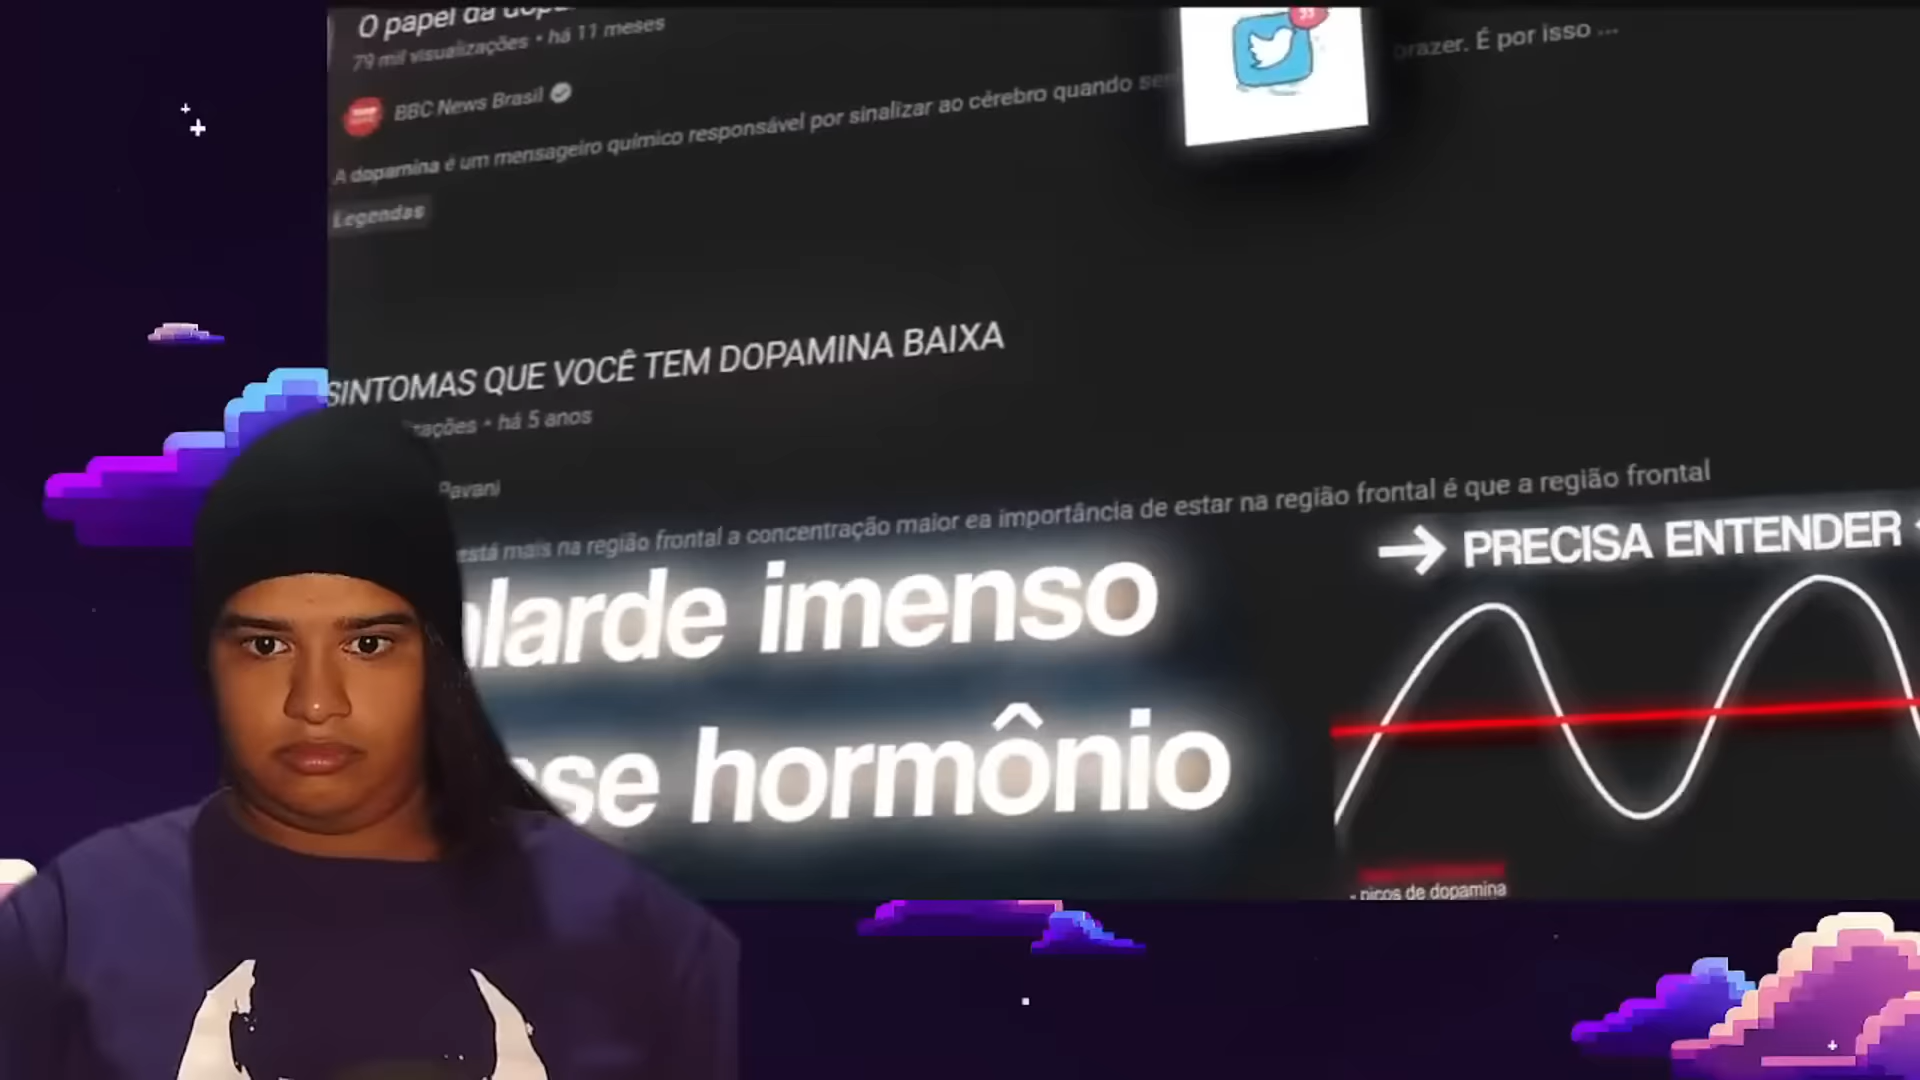 O papel da
79 mil visualizações • há 11 meses
BBC News Brasil
A dopamina é um mensageiro químico responsável por sinalizar ao cérebro quando
prazer. É por isso ...
Legendas
SINTOMAS QUE VOCÊ TEM DOPAMINA BAIXA
há 5 anos
Pavani
está mais na região frontal a concentração maior ea importância de estar na região frontal é que a região frontal
alarde imenso
hormônio
→ PRECISA ENTENDER
- picos de dopamina